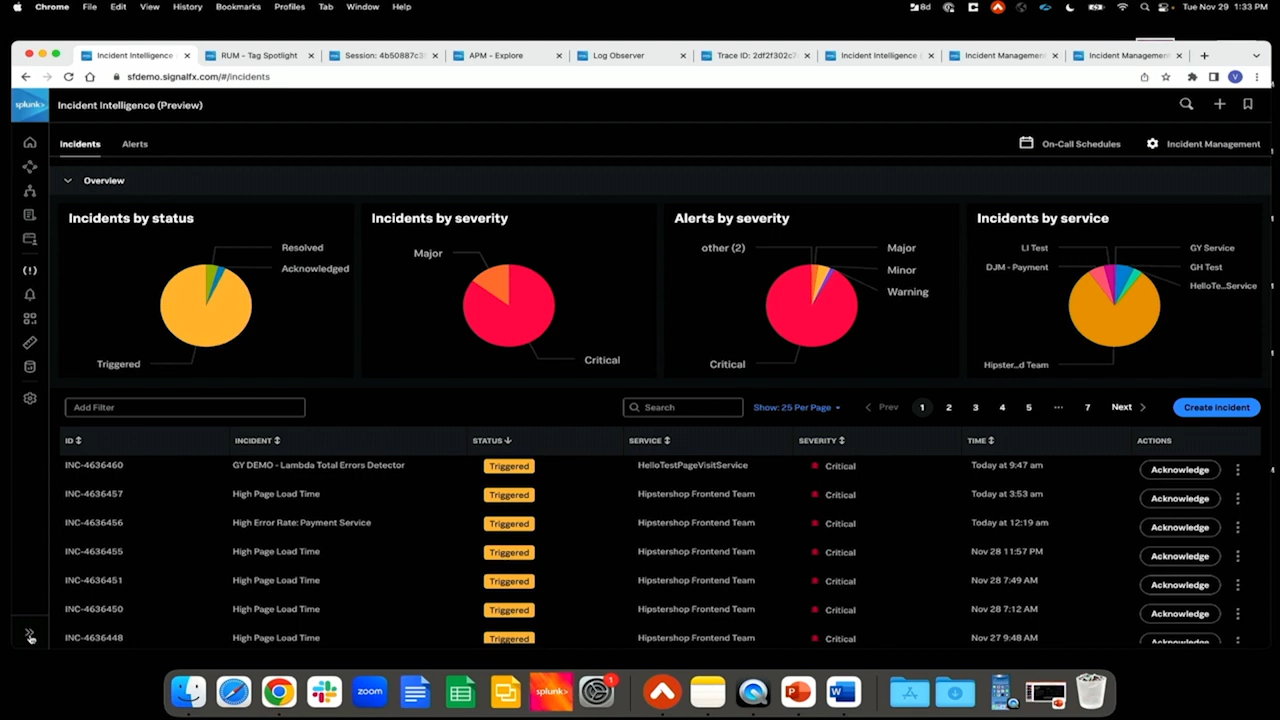 Chrome File Edit View History Bookmarks Profiles Tab Window Help
8d Tue Nov 29 1:33 PM
Incident Intelligence RUM - Tag Spotlight Session: 4b50887c3 APM - Explore Log Observer Trace ID: 2df2f302c7 Incident Intelligence Incident Management Incident Management
sfdemo.signalfx.com/#/incidents
V
splunk> Incident Intelligence (Preview)
Incidents Alerts On-Call Schedules Incident Management
Overview
Incidents by status
Resolved
Acknowledged
Triggered
Incidents by severity
Major
Critical
Alerts by severity
other (2)
Major
Minor
Warning
Critical
Incidents by service
LI Test
GY Service
DJM - Payment
GH Test
HelloTe...Service
Hipster...d Team
Add Filter Search Show: 25 Per Page Prev 1 2 3 4 5 ... 7 Next Create incident
ID INCIDENT STATUS SERVICE SEVERITY TIME ACTIONS
INC-4636460 GY DEMO - Lambda Total Errors Detector Triggered HelloTestPageVisitService Critical Today at 9:47 am Acknowledge
INC-4636457 High Page Load Time Triggered Hipstershop Frontend Team Critical Today at 3:53 am Acknowledge
INC-4636456 High Error Rate: Payment Service Triggered Hipstershop Frontend Team Critical Today at 12:19 am Acknowledge
INC-4636455 High Page Load Time Triggered Hipstershop Frontend Team Critical Nov 28 11:57 PM Acknowledge
INC-4636451 High Page Load Time Triggered Hipstershop Frontend Team Critical Nov 28 7:49 AM Acknowledge
INC-4636450 High Page Load Time Triggered Hipstershop Frontend Team Critical Nov 28 7:12 AM Acknowledge
INC-4636448 High Page Load Time Triggered Hipstershop Frontend Team Critical Nov 27 9:48 AM Acknowledge
zoom splunk> 1 P W